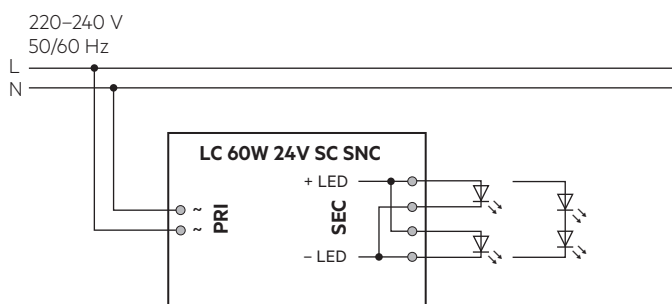 220–240 V
50/60 Hz
L
N
LC 60W 24V SC SNC
+ LED
~
PRI
SEC
~
– LED